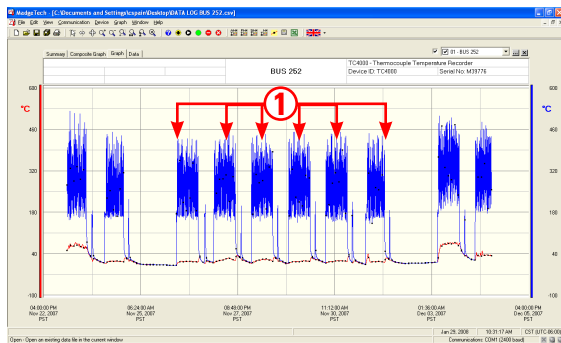 MadgeTech - [C:\Documents and Settings\cspain\Desktop\DATA LOG BUS 252.csv]
File Edit View Communication Device Graph Window Help
Summary Composite Graph Graph Data
01 - BUS 252
BUS 252
TC4000 - Thermocouple Temperature Recorder
Device ID: TC4000 Serial No: M39776
600 600
°C °C
1
460 460
320 320
180 180
40 40
-100 -100
04:00:00 PM 06:24:00 AM 08:48:00 PM 11:12:00 AM 01:36:00 AM 04:00:00 PM
Nov 22, 2007 Nov 25, 2007 Nov 27, 2007 Nov 30, 2007 Dec 03, 2007 Dec 05, 2007
PST PST PST PST PST PST
Jan 29, 2008 10:31:17 AM CST (UTC-06:00)
Open - Open an existing data file in the current window Communications: COM1 (2400 baud)